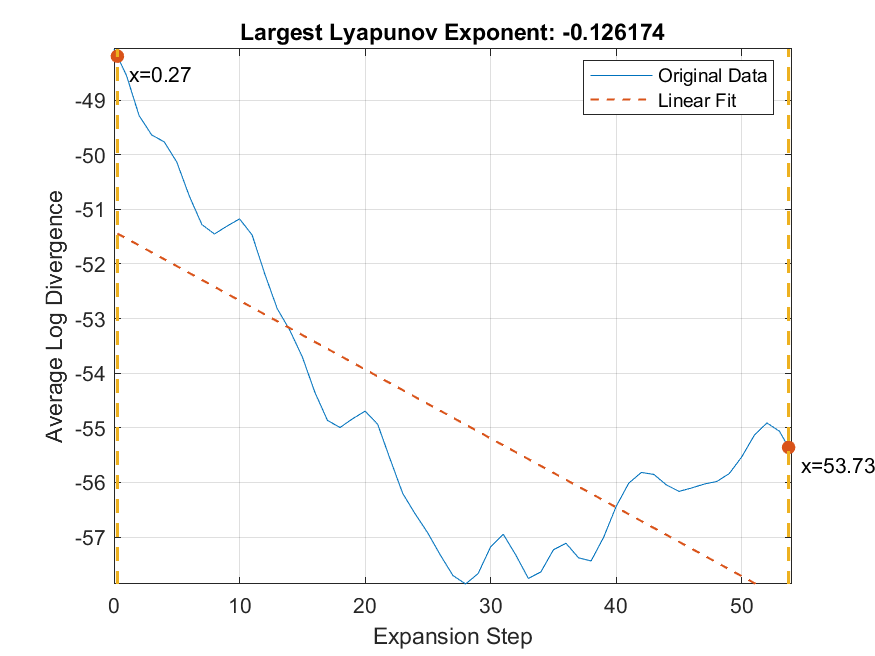 Largest Lyapunov Exponent: -0.126174
x=0.27
Original Data
Linear Fit
-49
-50
-51
-52
-53
-54
-55
-56
-57
Average Log Divergence
x=53.73
0
10
20
30
40
50
Expansion Step